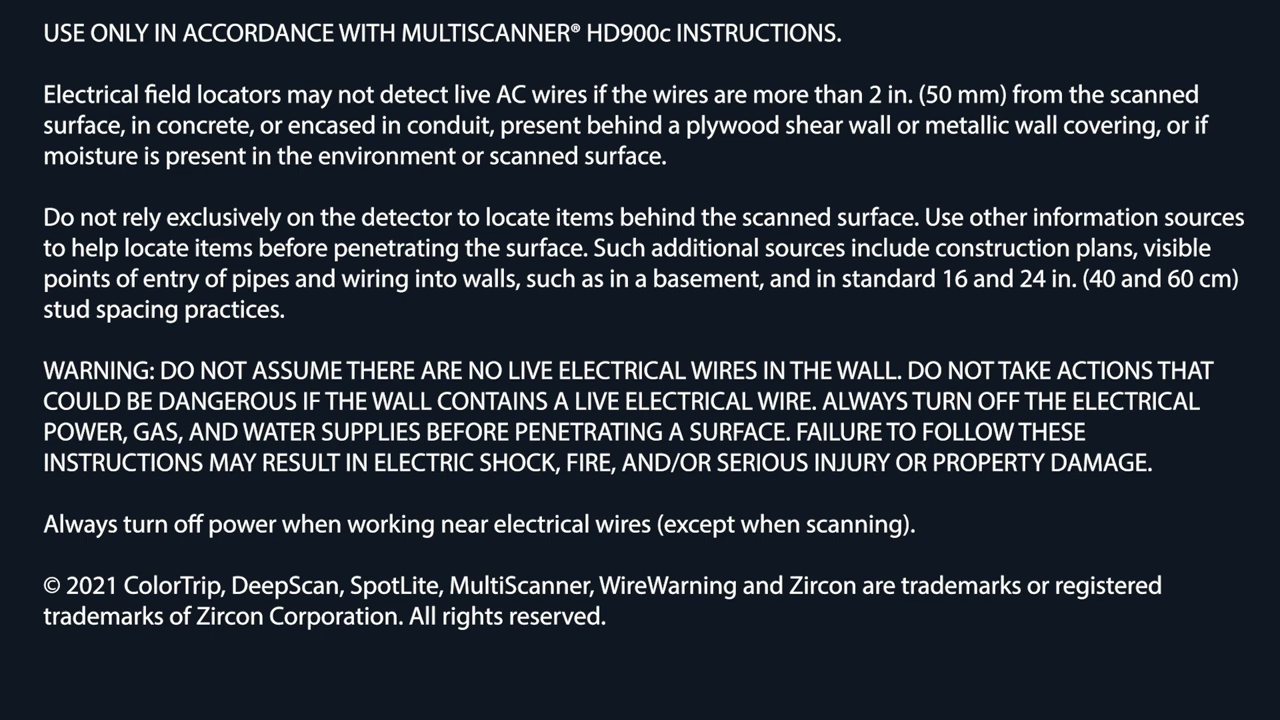 USE ONLY IN ACCORDANCE WITH MULTISCANNER® HD900c INSTRUCTIONS.
Electrical field locators may not detect live AC wires if the wires are more than 2 in. (50 mm) from the scanned
surface, in concrete, or encased in conduit, present behind a plywood shear wall or metallic wall covering, or if
moisture is present in the environment or scanned surface.
Do not rely exclusively on the detector to locate items behind the scanned surface. Use other information sources
to help locate items before penetrating the surface. Such additional sources include construction plans, visible
points of entry of pipes and wiring into walls, such as in a basement, and in standard 16 and 24 in. (40 and 60 cm)
stud spacing practices.
WARNING: DO NOT ASSUME THERE ARE NO LIVE ELECTRICAL WIRES IN THE WALL. DO NOT TAKE ACTIONS THAT
COULD BE DANGEROUS IF THE WALL CONTAINS A LIVE ELECTRICAL WIRE. ALWAYS TURN OFF THE ELECTRICAL
POWER, GAS, AND WATER SUPPLIES BEFORE PENETRATING A SURFACE. FAILURE TO FOLLOW THESE
INSTRUCTIONS MAY RESULT IN ELECTRIC SHOCK, FIRE, AND/OR SERIOUS INJURY OR PROPERTY DAMAGE.
Always turn off power when working near electrical wires (except when scanning).
© 2021 ColorTrip, DeepScan, SpotLite, MultiScanner, WireWarning and Zircon are trademarks or registered
trademarks of Zircon Corporation. All rights reserved.